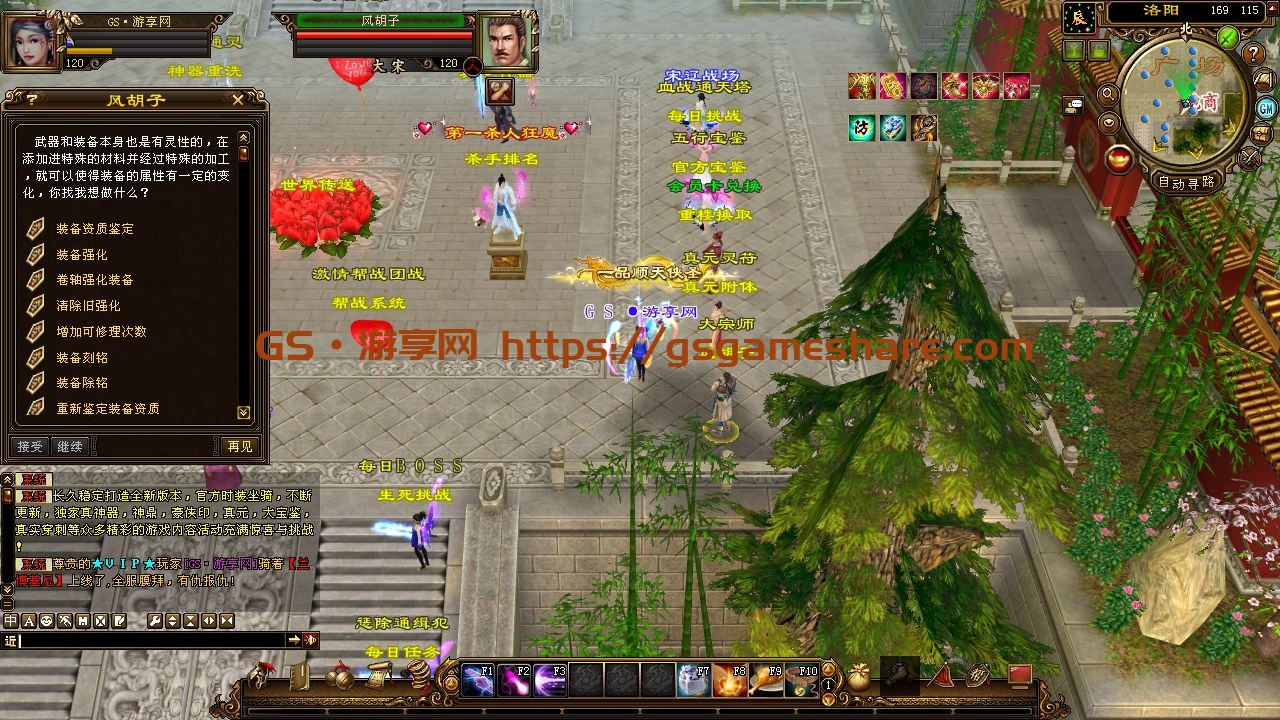 GS·游享网
120
风胡子
大宋
120
洛阳 169 115
北
辰
广场
商
GM
自动寻路
神器重洗
风胡子
武器和装备本身也是有灵性的，在
添加进特殊的材料并经过特殊的加工
，就可以使得装备的属性有一定的变
化，你找我想做什么？
装备资质鉴定
装备强化
卷轴强化装备
清除旧强化
增加可修理次数
装备刻铭
装备除铭
重新鉴定装备资质
接受
继续
再见
I Love
第一杀人狂魔
杀手排名
世界传送
激情帮战团战
帮战系统
宋辽战场
血战通天塔
每日挑战
五行宝鉴
官方宝鉴
会员卡兑换
重楼换取
真元灵符
一品顺天侠圣
真元附体
GS●游享网
大宗师
访
GS·游享网 https://gsgameshare.com
每日BOSS
生死挑战
惩除通缉犯
每日任务
系统
系统 长久稳定打造全新版本，官方时装坐骑，不断
更新，独家真神器，神鼎，豪侠印，真元，大宝鉴，
真实穿刺等众多精彩的游戏内容活动充满惊喜与挑战
！
系统 尊贵的★VIP★玩家[GS·游享网]骑着【兰
博基尼】上线了，全服膜拜，有仇报仇！
中 A
近
F1 F2 F3 F7 F8 F9 F10
1